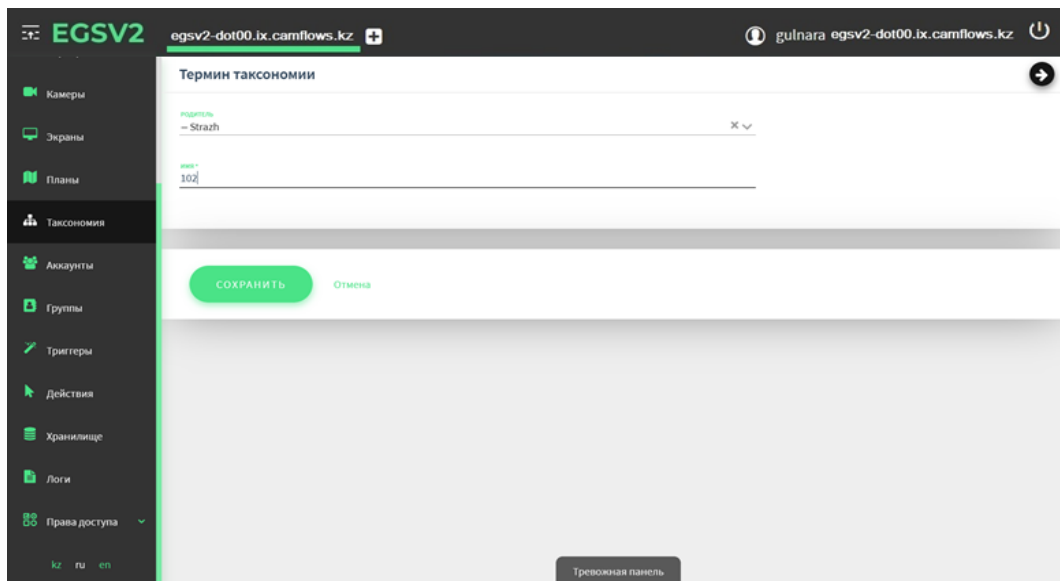 EGSV2
egsv2-dot00.ix.camflows.kz
gulnara egsv2-dot00.ix.camflows.kz
Камеры
Экраны
Планы
Таксономия
Аккаунты
Группы
Триггеры
Действия
Хранилище
Логи
Права доступа
kz ru en
Термин таксономии
РОДИТЕЛЬ
– Strazh
ИМЯ *
102
СОХРАНИТЬ Отмена
Тревожная панель